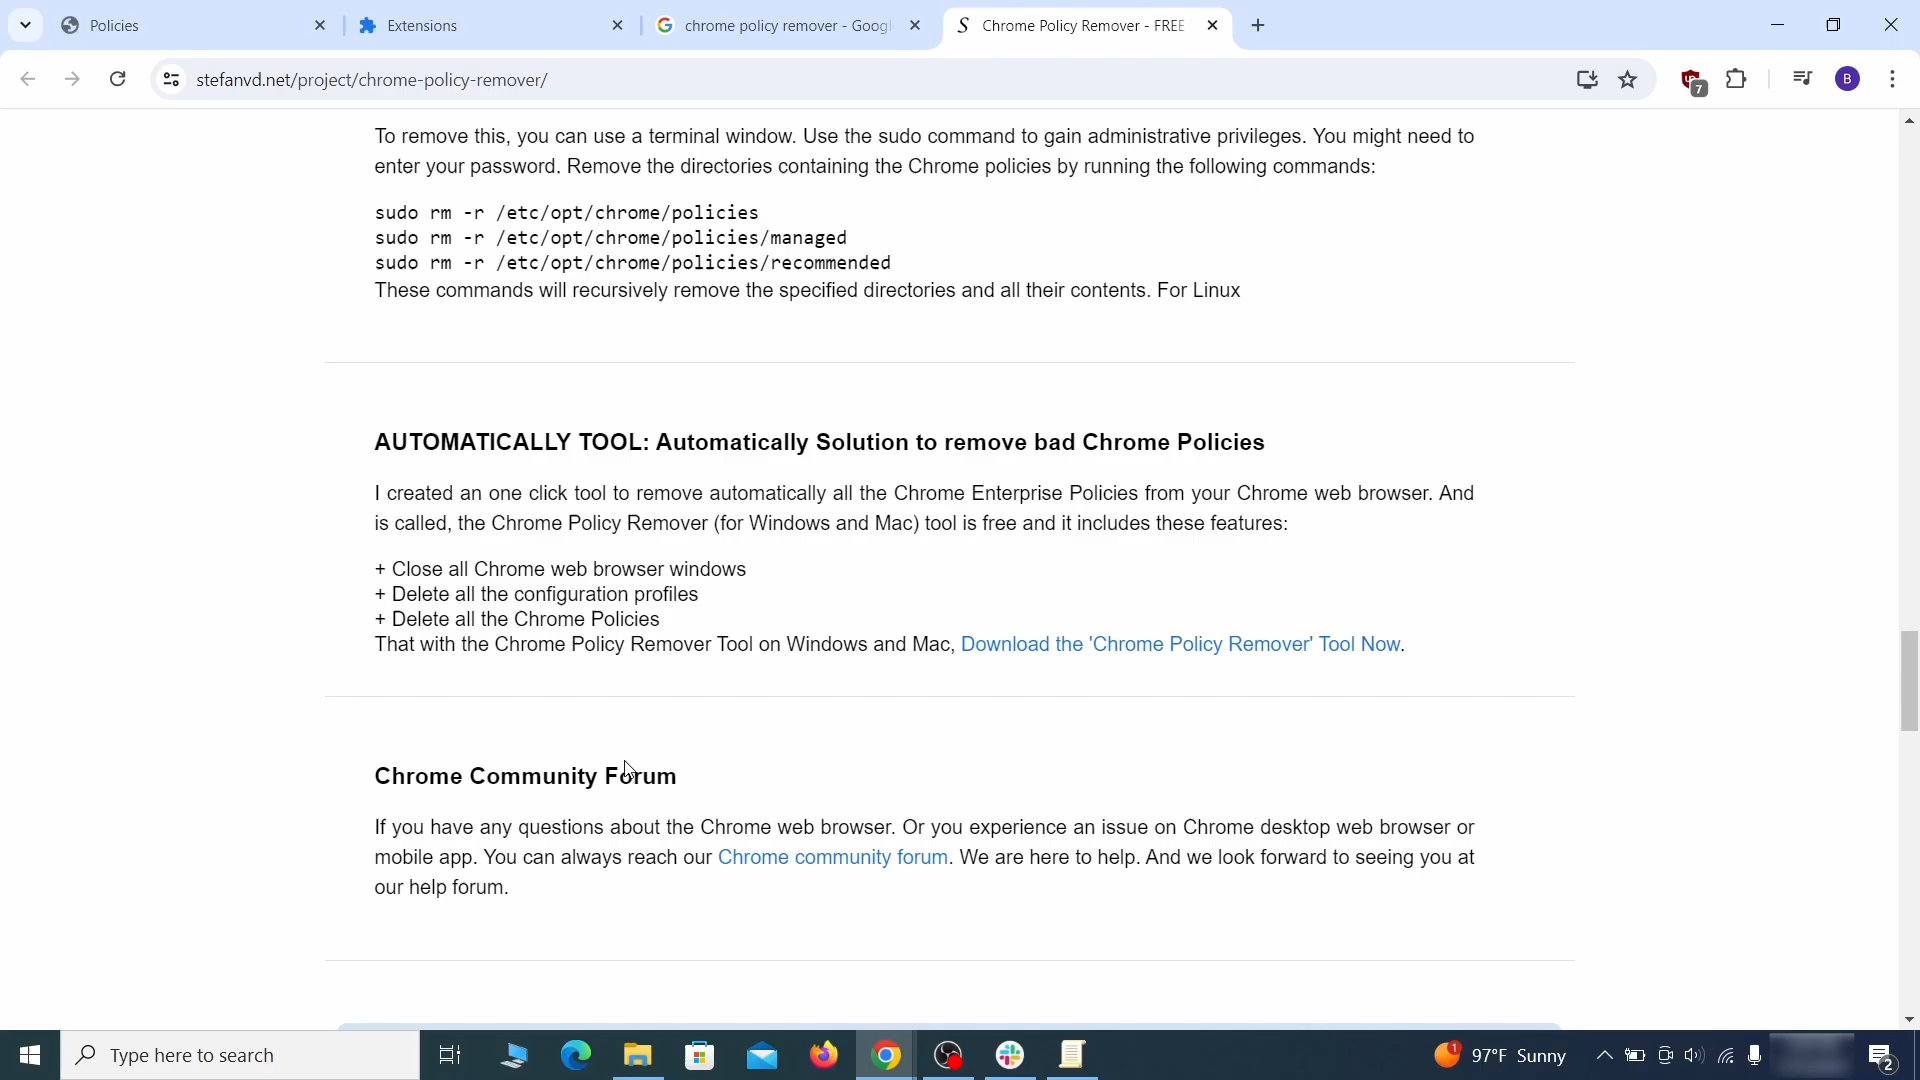 Policies
Extensions
chrome policy remover - Googl
Chrome Policy Remover - FREE
stefanvd.net/project/chrome-policy-remover/
7
B
To remove this, you can use a terminal window. Use the sudo command to gain administrative privileges. You might need to
enter your password. Remove the directories containing the Chrome policies by running the following commands:
sudo rm -r /etc/opt/chrome/policies
sudo rm -r /etc/opt/chrome/policies/managed
sudo rm -r /etc/opt/chrome/policies/recommended
These commands will recursively remove the specified directories and all their contents. For Linux
AUTOMATICALLY TOOL: Automatically Solution to remove bad Chrome Policies
I created an one click tool to remove automatically all the Chrome Enterprise Policies from your Chrome web browser. And
is called, the Chrome Policy Remover (for Windows and Mac) tool is free and it includes these features:
+ Close all Chrome web browser windows
+ Delete all the configuration profiles
+ Delete all the Chrome Policies
That with the Chrome Policy Remover Tool on Windows and Mac, Download the 'Chrome Policy Remover' Tool Now.
Chrome Community Forum
If you have any questions about the Chrome web browser. Or you experience an issue on Chrome desktop web browser or
mobile app. You can always reach our Chrome community forum. We are here to help. And we look forward to seeing you at
our help forum.
Type here to search
1
97°F Sunny
2